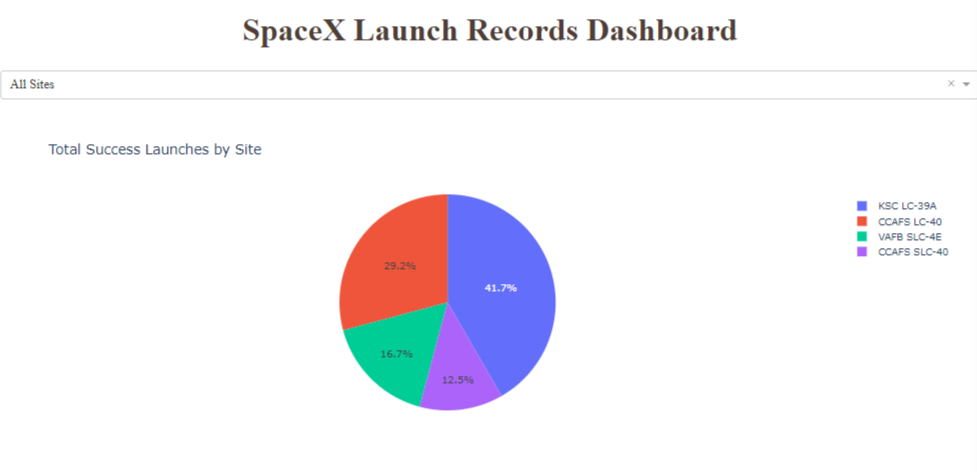 SpaceX Launch Records Dashboard
All Sites
Total Success Launches by Site
KSC LC-39A
CCAFS LC-40
VAFB SLC-4E
CCAFS SLC-40
29.2%
41.7%
16.7%
12.5%